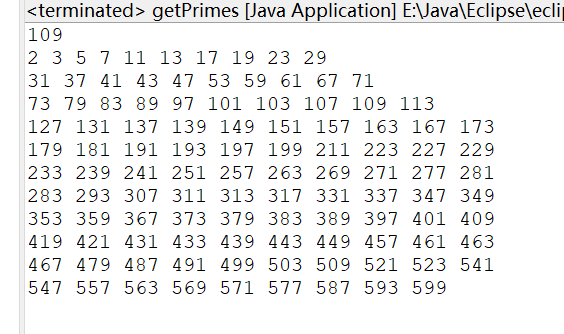 <terminated> getPrimes [Java Application] E:\Java\Eclipse\ecli
109
2 3 5 7 11 13 17 19 23 29
31 37 41 43 47 53 59 61 67 71
73 79 83 89 97 101 103 107 109 113
127 131 137 139 149 151 157 163 167 173
179 181 191 193 197 199 211 223 227 229
233 239 241 251 257 263 269 271 277 281
283 293 307 311 313 317 331 337 347 349
353 359 367 373 379 383 389 397 401 409
419 421 431 433 439 443 449 457 461 463
467 479 487 491 499 503 509 521 523 541
547 557 563 569 571 577 587 593 599